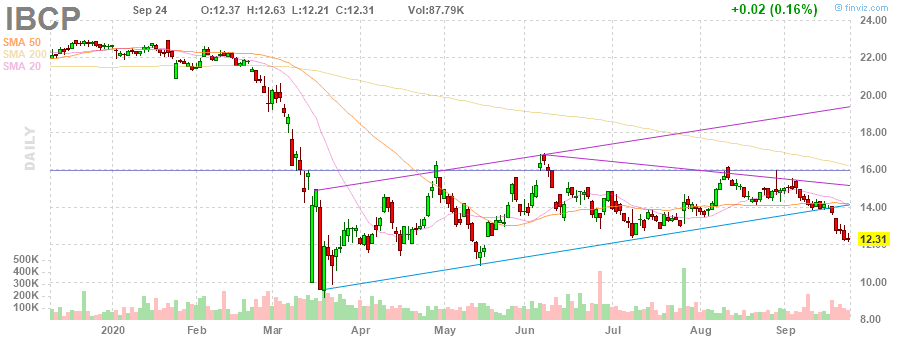 IBCP
Sep 24 O:12.37 H:12.63 L:12.21 C:12.31 Vol:87.79K
+0.02 (0.16%)
© finviz.com
SMA 50
SMA 200
SMA 20
DAILY
24.00
22.00
20.00
18.00
16.00
14.00
12.00
12.31
10.00
8.00
500K
400K
300K
200K
100K
2020 Feb Mar Apr May Jun Jul Aug Sep